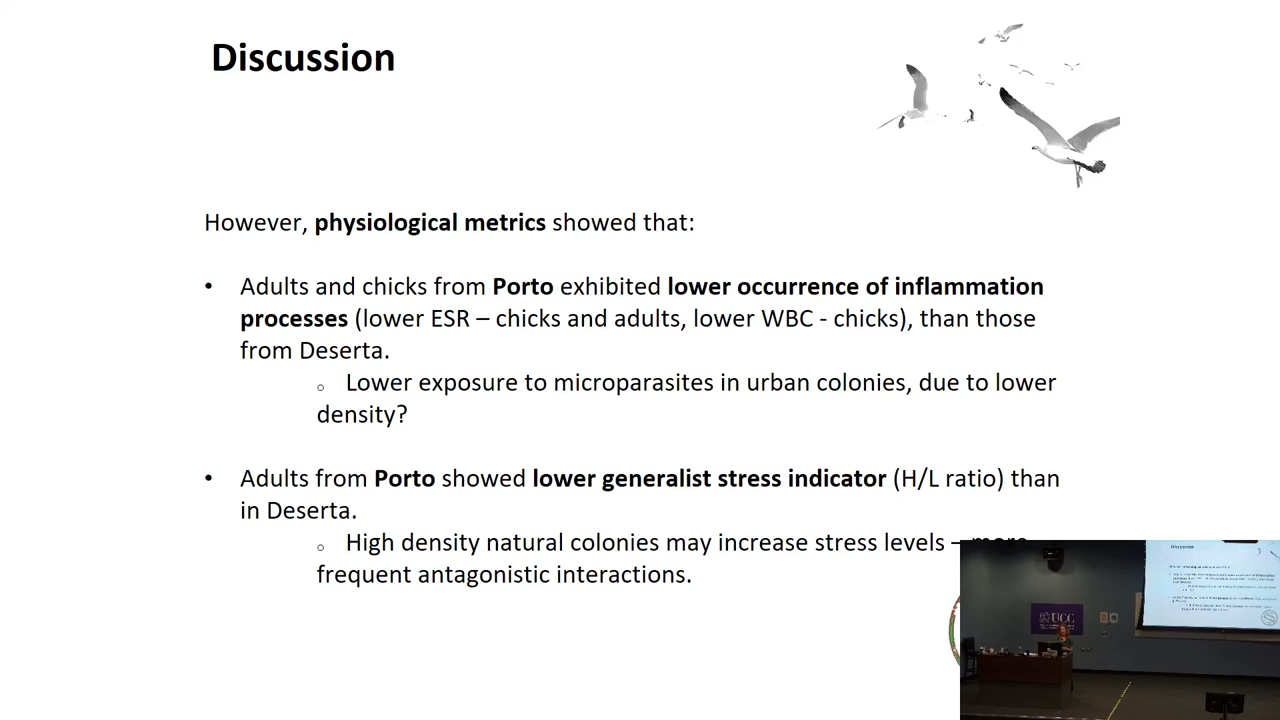 Discussion
However, physiological metrics showed that:
• Adults and chicks from Porto exhibited lower occurrence of inflammation
processes (lower ESR – chicks and adults, lower WBC - chicks), than those
from Deserta.
o Lower exposure to microparasites in urban colonies, due to lower
density?
• Adults from Porto showed lower generalist stress indicator (H/L ratio) than
in Deserta.
o High density natural colonies may increase stress levels – more
frequent antagonistic interactions.
UCC
Discussion